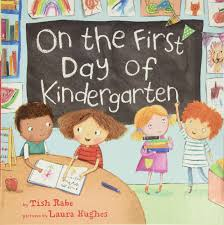 On the First
Day of
Kindergarten
by Tish Rabe
pictures by Laura Hughes